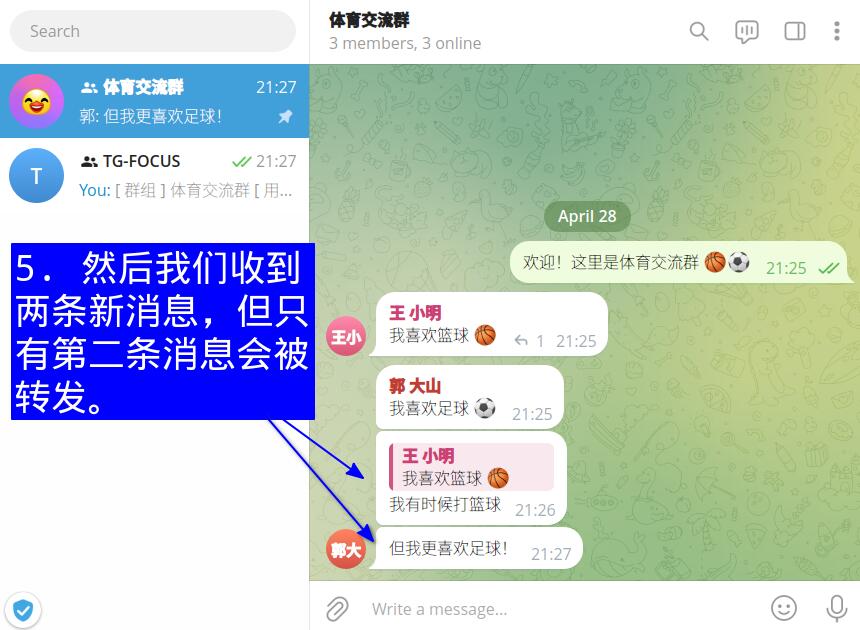 Search
体育交流群 21:27
郭: 但我更喜欢足球!
T
TG-FOCUS 21:27
You: [ 群组 ] 体育交流群 [ 用...
5. 然后我们收到
两条新消息，但只
有第二条消息会被
转发。
体育交流群
3 members, 3 online
April 28
欢迎！这里是体育交流群 🏀⚽ 21:25
王 小明
王小
我喜欢篮球 🏀 1 21:25
郭 大山
我喜欢足球 ⚽ 21:25
王 小明
我喜欢篮球 🏀
我有时候打篮球 21:26
郭大
但我更喜欢足球! 21:27
Write a message...